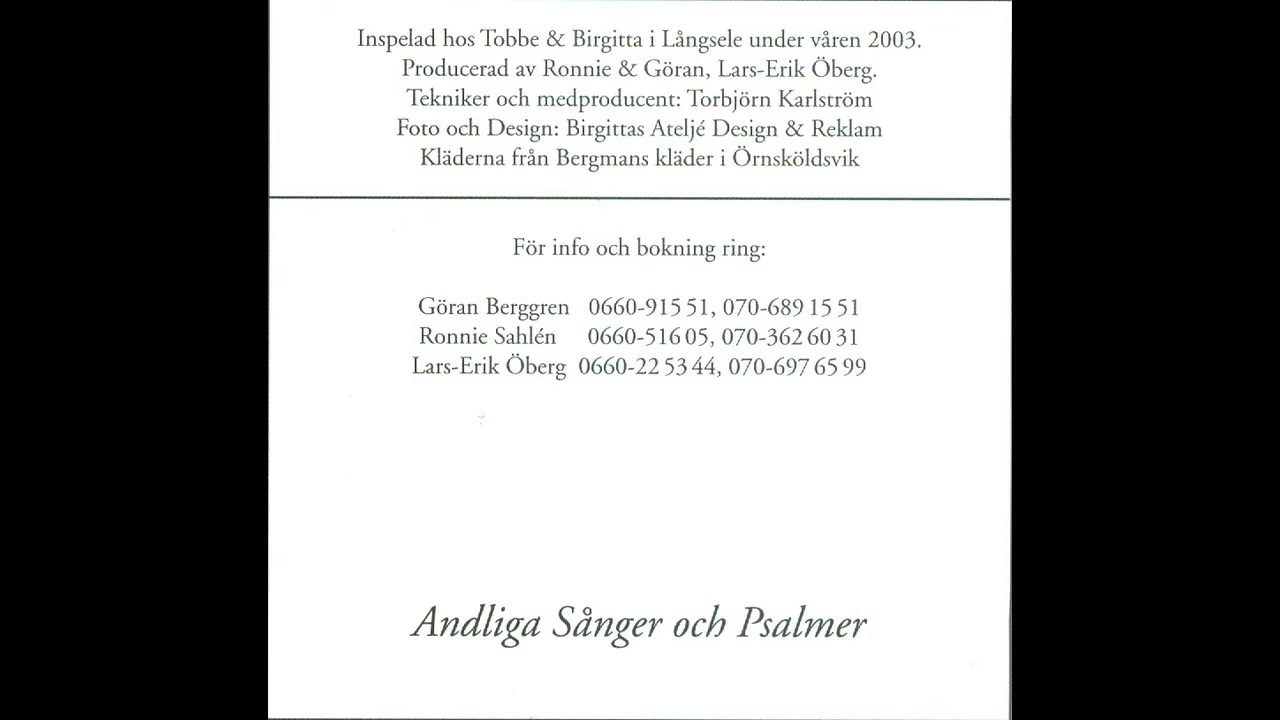 Inspelad hos Tobbe & Birgitta i Långsele under våren 2003.
Producerad av Ronnie & Göran, Lars-Erik Öberg.
Tekniker och medproducent: Torbjörn Karlström
Foto och Design: Birgittas Ateljé Design & Reklam
Kläderna från Bergmans kläder i Örnsköldsvik
För info och bokning ring:
Göran Berggren 0660-915 51, 070-689 15 51
Ronnie Sahlén 0660-516 05, 070-362 60 31
Lars-Erik Öberg 0660-22 53 44, 070-697 65 99
Andliga Sånger och Psalmer